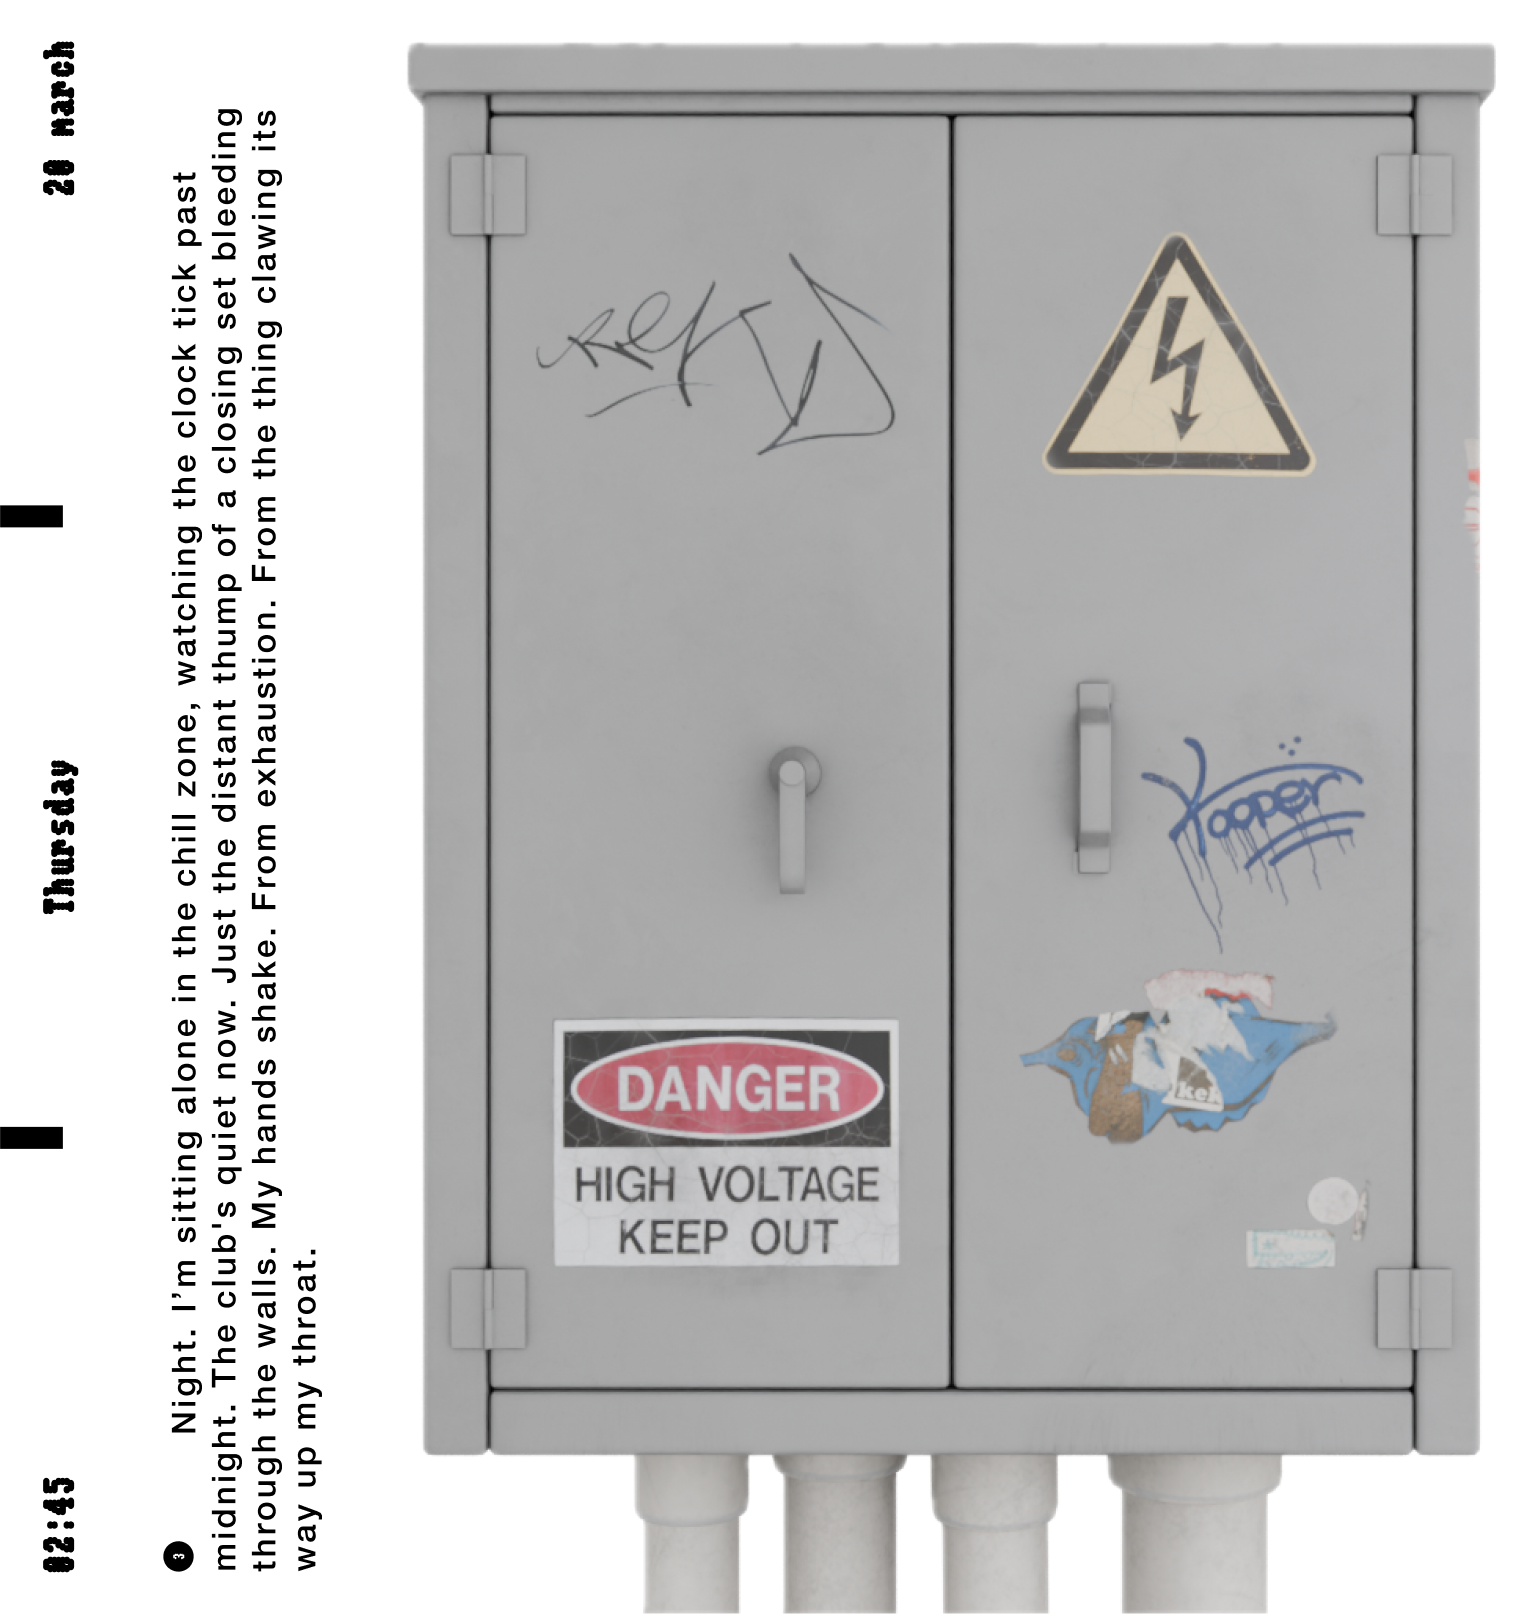 02:45
Thursday
20 march
3
Night. I'm sitting alone in the chill zone, watching the clock tick past
midnight. The club's quiet now. Just the distant thump of a closing set bleeding
through the walls. My hands shake. From exhaustion. From the thing clawing its
way up my throat.
DANGER
HIGH VOLTAGE
KEEP OUT
Kooper
kek